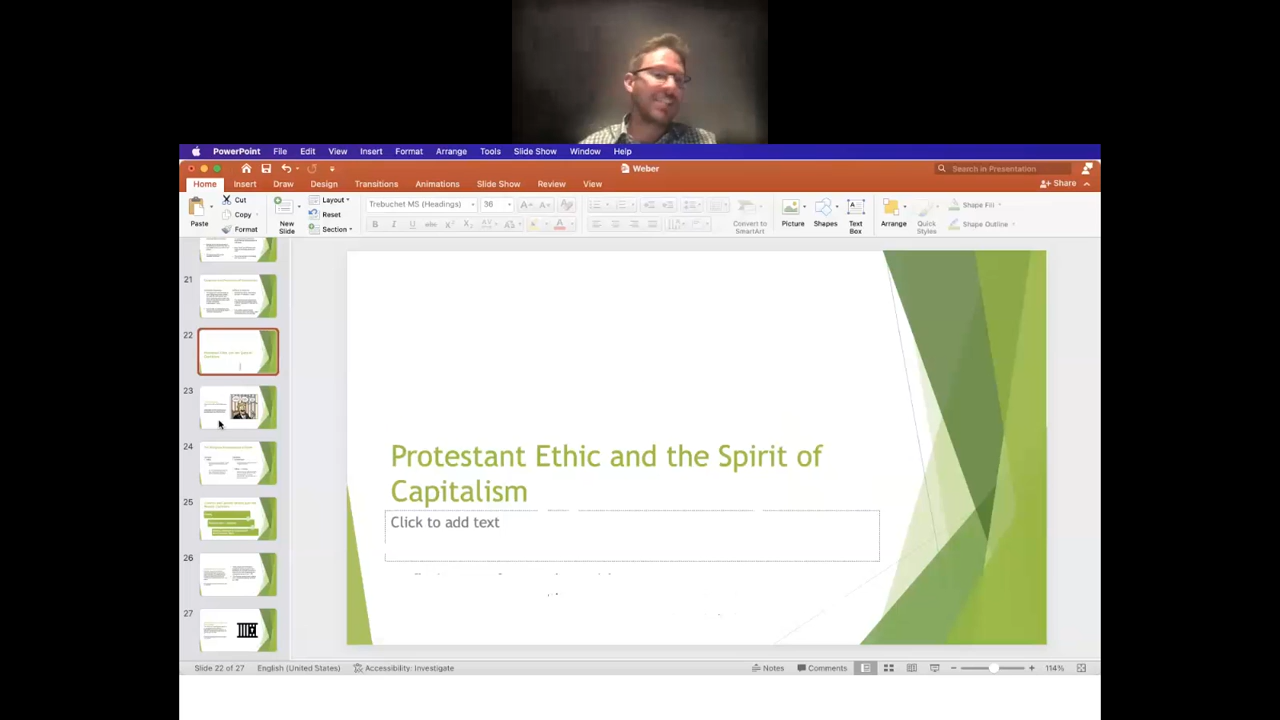 PowerPoint File Edit View Insert Format Arrange Tools Slide Show Window Help
Weber
Search in Presentation
Home Insert Draw Design Transitions Animations Slide Show Review View
Share
Paste
Cut
Copy
Format
New
Slide
Layout
Reset
Section
Trebuchet MS (Headings)
36
Convert to
SmartArt
Picture
Shapes
Text
Box
Arrange
Quick
Styles
Shape Fill
Shape Outline
21
22
23
24
25
26
27
Protestant Ethic and the Spirit of
Capitalism
Click to add text
Slide 22 of 27 English (United States) Accessibility: Investigate
Notes Comments 114%